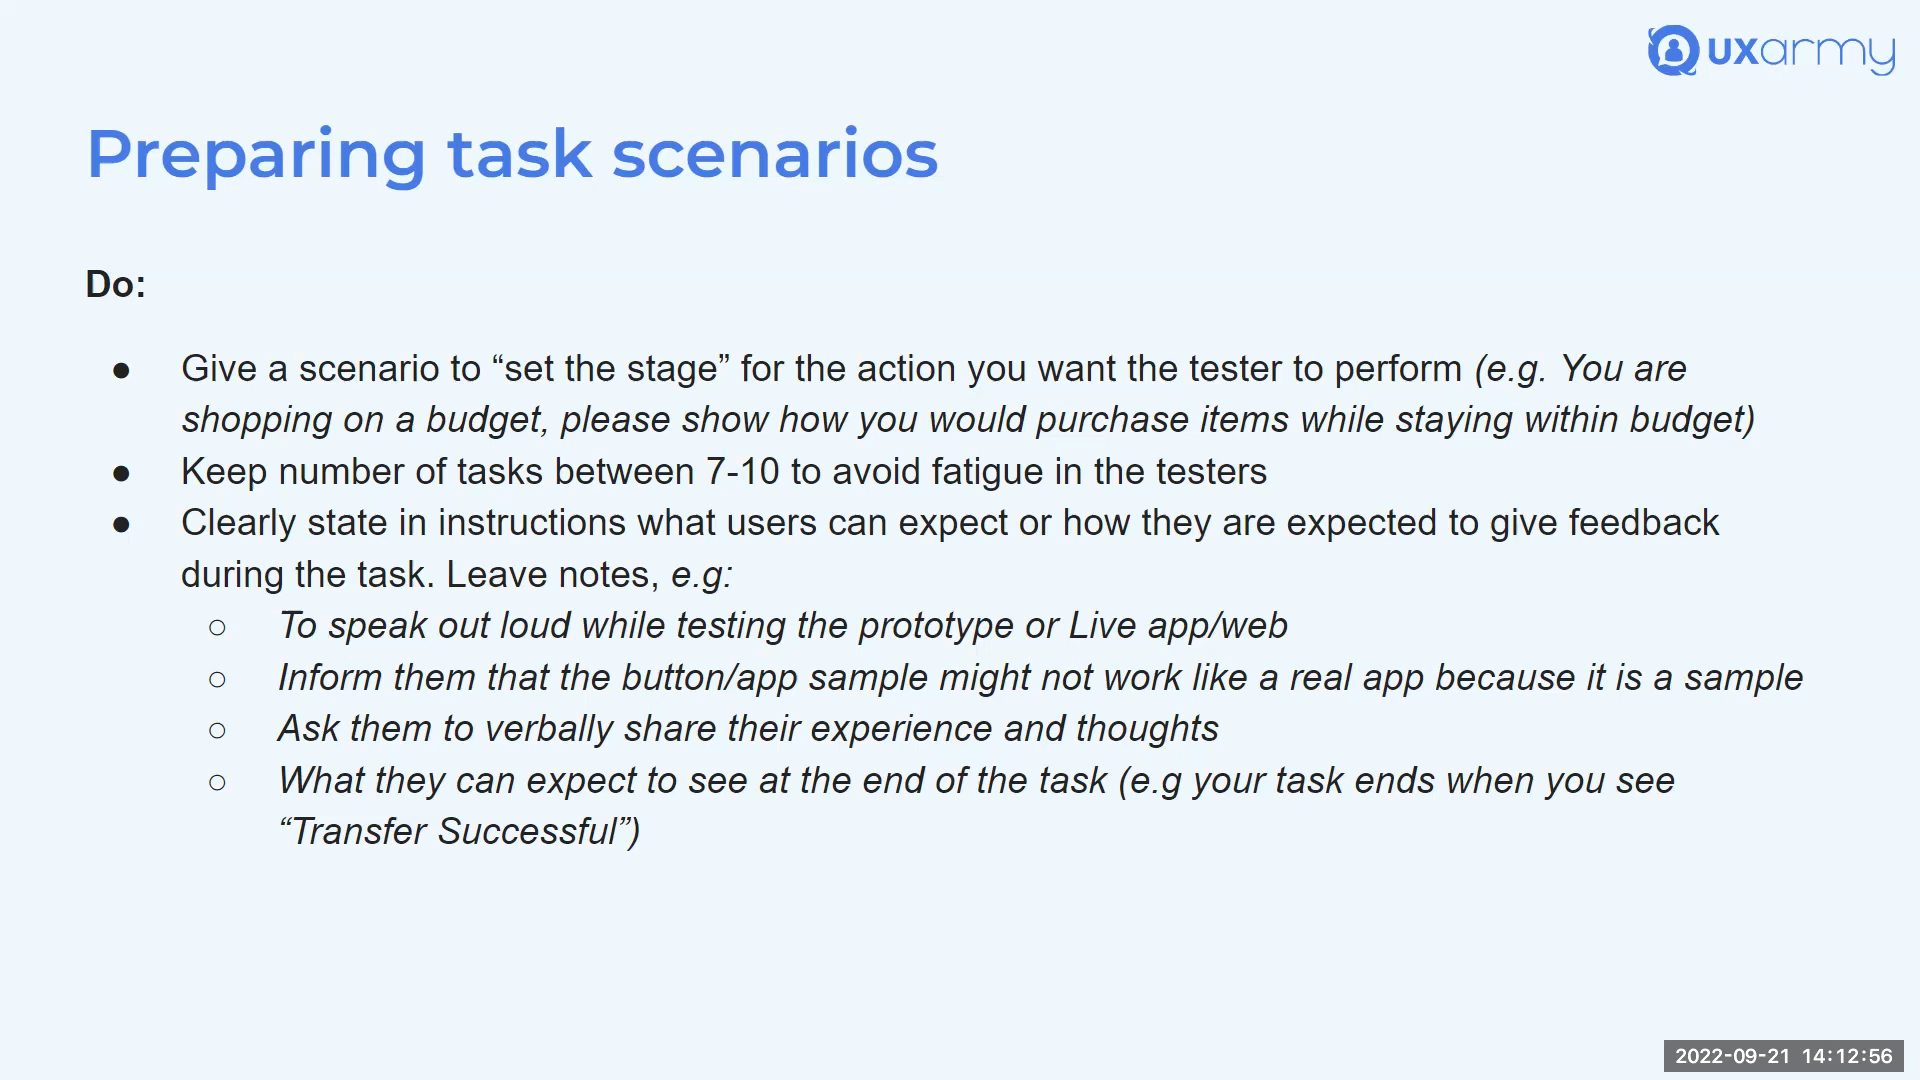 UXarmy
Preparing task scenarios
Do:
● Give a scenario to “set the stage” for the action you want the tester to perform (e.g. You are
shopping on a budget, please show how you would purchase items while staying within budget)
● Keep number of tasks between 7-10 to avoid fatigue in the testers
● Clearly state in instructions what users can expect or how they are expected to give feedback
during the task. Leave notes, e.g:
○ To speak out loud while testing the prototype or Live app/web
○ Inform them that the button/app sample might not work like a real app because it is a sample
○ Ask them to verbally share their experience and thoughts
○ What they can expect to see at the end of the task (e.g your task ends when you see
“Transfer Successful”)
2022-09-21 14:12:56